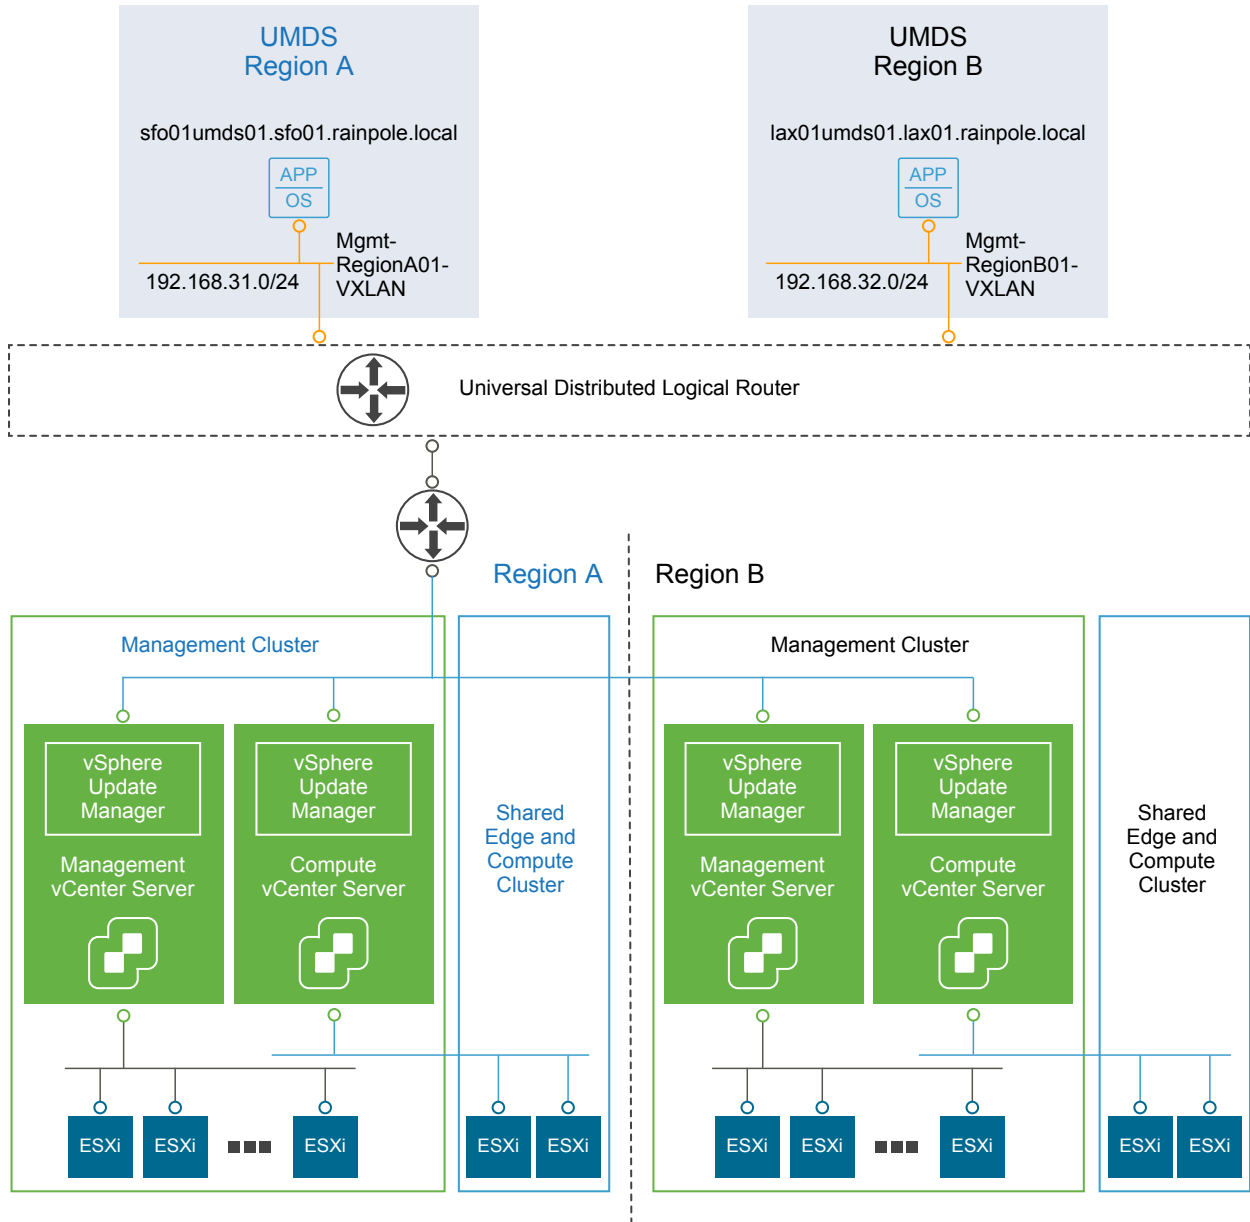 UMDS
Region A
sfo01umds01.sfo01.rainpole.local
APP
OS
Mgmt-
RegionA01-
VXLAN
192.168.31.0/24
UMDS
Region B
lax01umds01.lax01.rainpole.local
APP
OS
Mgmt-
RegionB01-
VXLAN
192.168.32.0/24
Universal Distributed Logical Router
Region A
Region B
Management Cluster
vSphere
Update
Manager
Management
vCenter Server
vSphere
Update
Manager
Compute
vCenter Server
Shared
Edge and
Compute
Cluster
ESXi
ESXi
ESXi
ESXi
ESXi
Management Cluster
vSphere
Update
Manager
Management
vCenter Server
vSphere
Update
Manager
Compute
vCenter Server
Shared
Edge and
Compute
Cluster
ESXi
ESXi
ESXi
ESXi
ESXi